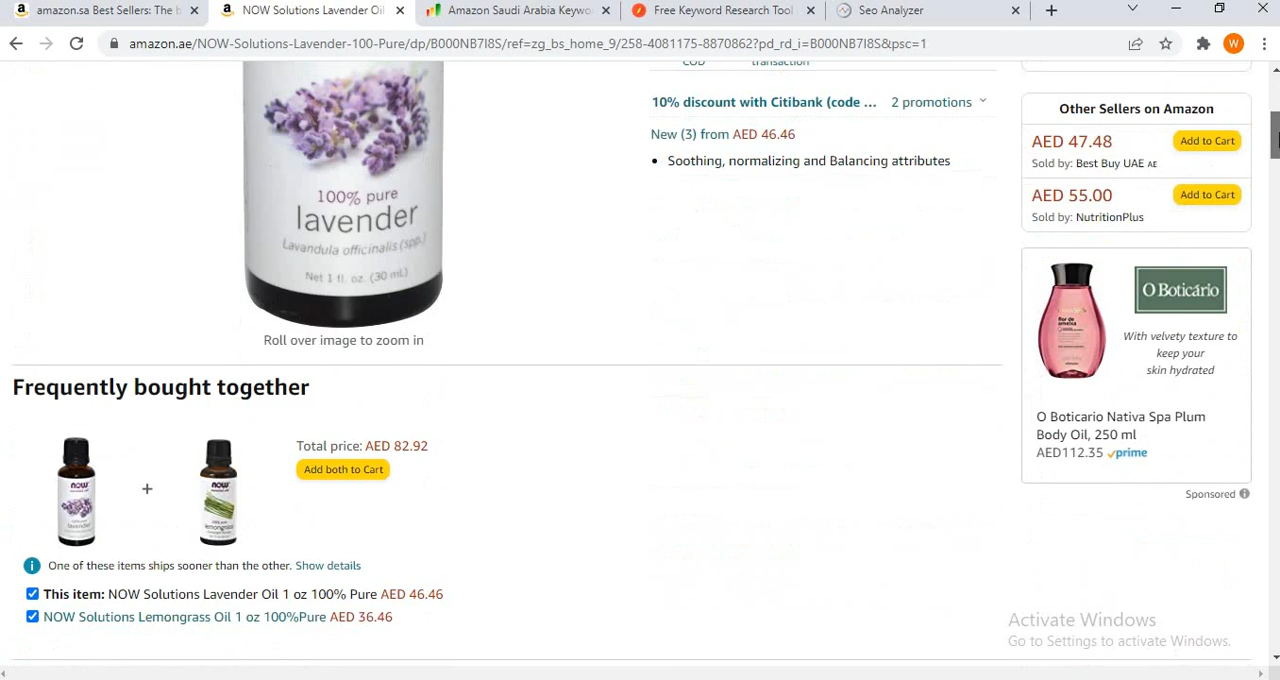 amazon.sa Best Sellers: The b
NOW Solutions Lavender Oil
Amazon Saudi Arabia Keywo
Free Keyword Research Tool
Seo Analyzer
amazon.ae/NOW-Solutions-Lavender-100-Pure/dp/B000NB7I8S/ref=zg_bs_home_9/258-4081175-8870862?pd_rd_i=B000NB7I8S&psc=1
W
COD transaction
10% discount with Citibank (code ... 2 promotions
New (3) from AED 46.46
• Soothing, normalizing and Balancing attributes
100% pure
lavender
Lavandula officinalis (spp.)
Net 1 fl. oz. (30 mL)
Roll over image to zoom in
Other Sellers on Amazon
AED 47.48 Add to Cart
Sold by: Best Buy UAE AE
AED 55.00 Add to Cart
Sold by: NutritionPlus
O Boticário
With velvety texture to
keep your
skin hydrated
O Boticario Nativa Spa Plum
Body Oil, 250 ml
AED112.35 prime
Sponsored
Frequently bought together
now
lavender
+
now
lemongrass
Total price: AED 82.92
Add both to Cart
One of these items ships sooner than the other. Show details
This item: NOW Solutions Lavender Oil 1 oz 100% Pure AED 46.46
NOW Solutions Lemongrass Oil 1 oz 100%Pure AED 36.46
Activate Windows
Go to Settings to activate Windows.